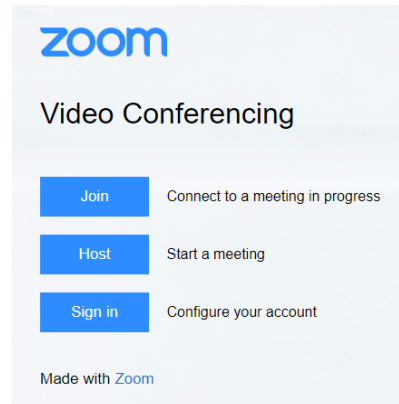 zoom
Video Conferencing
Join Connect to a meeting in progress
Host Start a meeting
Sign in Configure your account
Made with Zoom